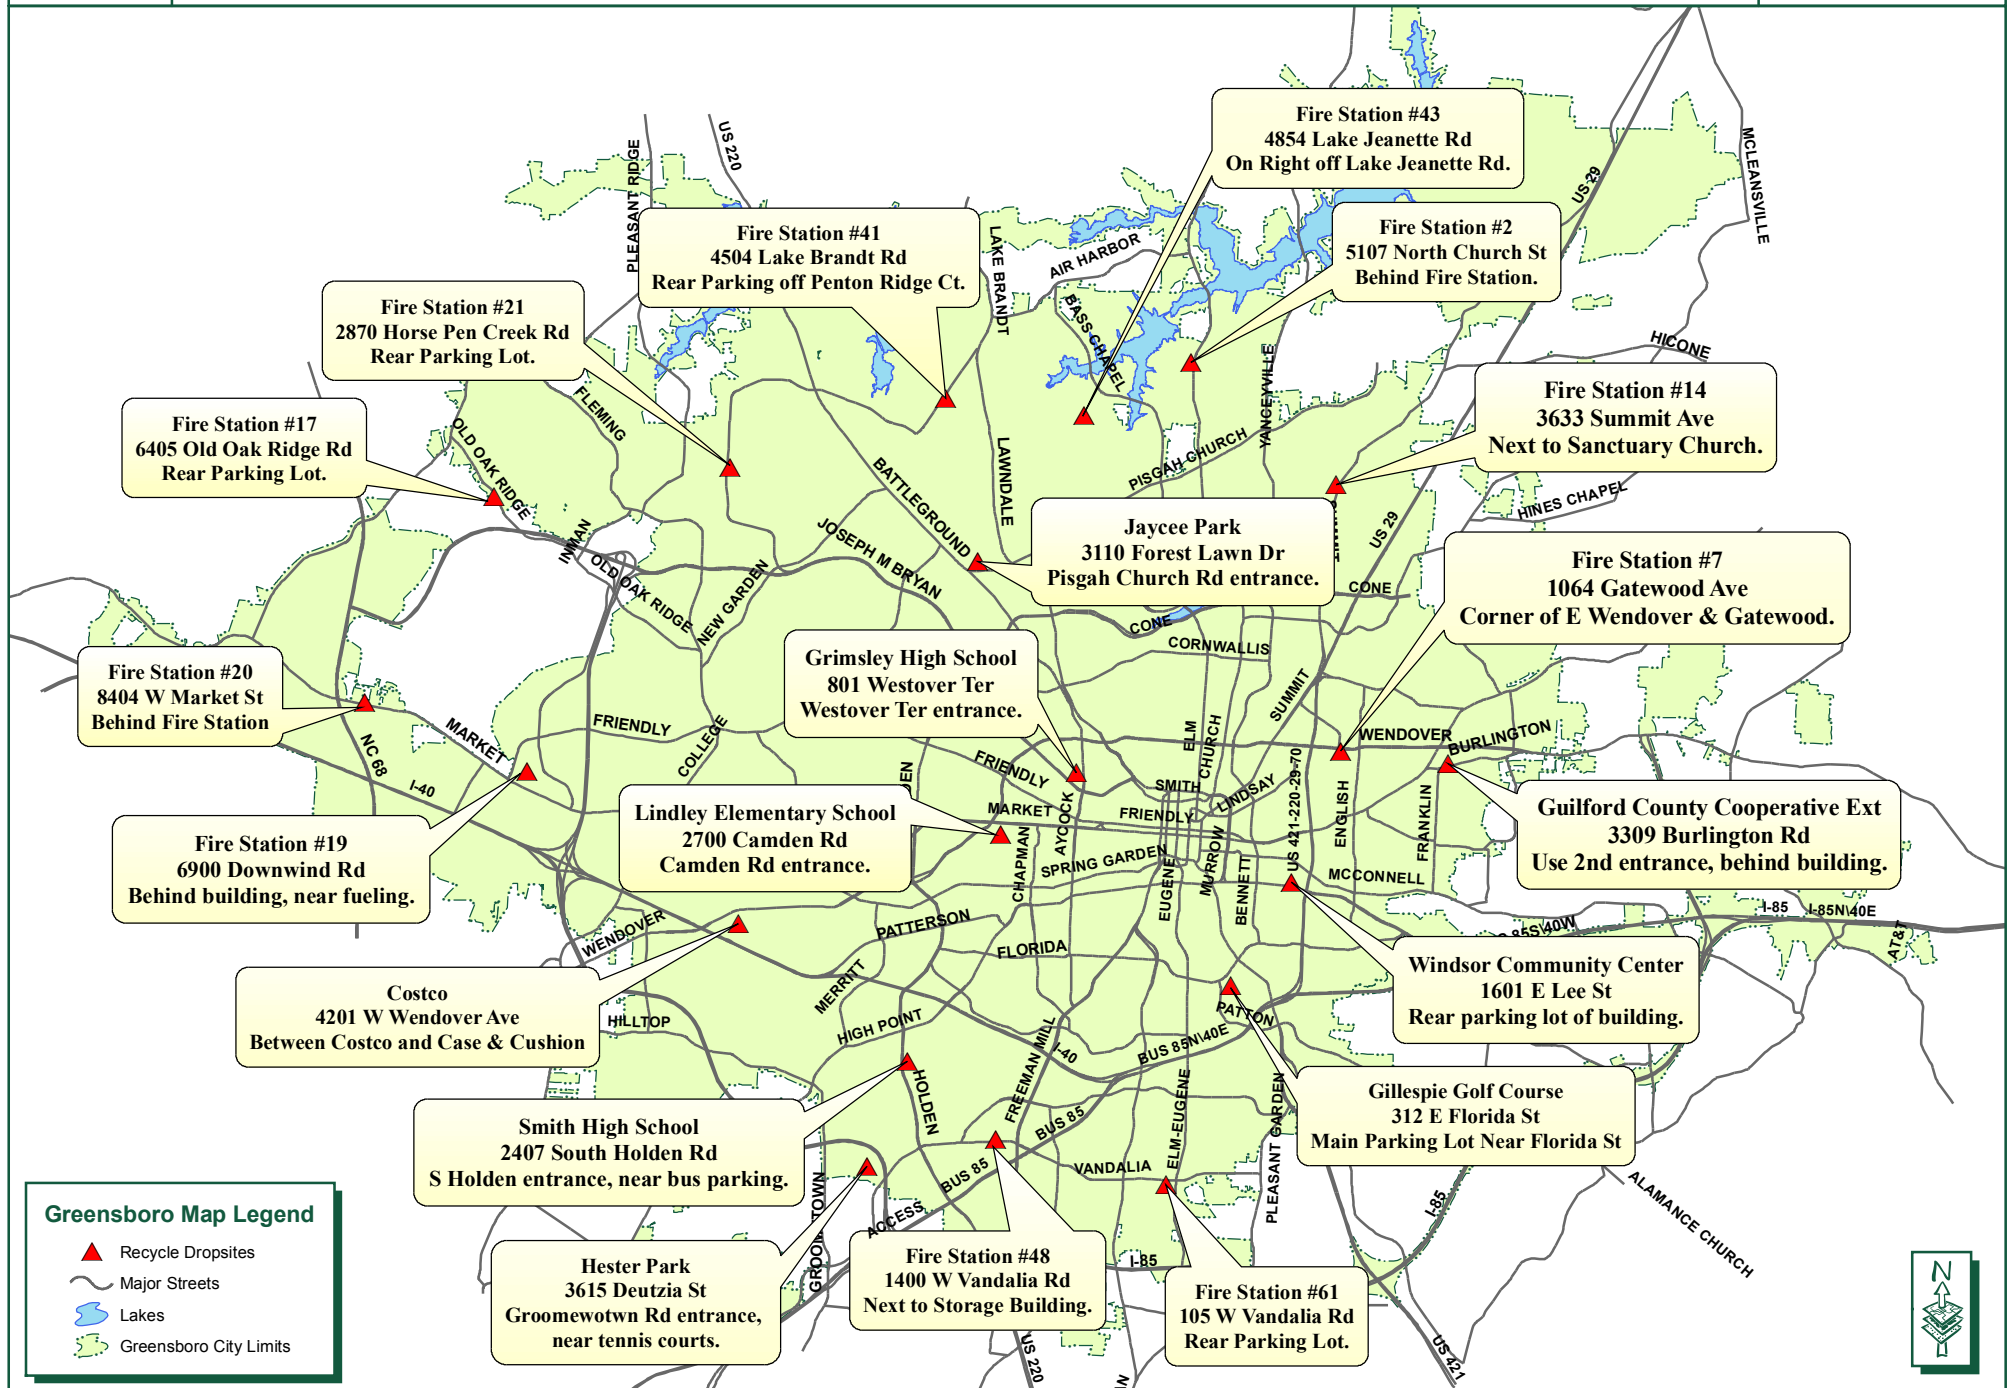 Fire Station #43
4854 Lake Jeanette Rd
On Right off Lake Jeanette Rd.
Fire Station #2
5107 North Church St
Behind Fire Station.
Fire Station #41
4504 Lake Brandt Rd
Rear Parking off Penton Ridge Ct.
Fire Station #21
2870 Horse Pen Creek Rd
Rear Parking Lot.
Fire Station #14
3633 Summit Ave
Next to Sanctuary Church.
Fire Station #17
6405 Old Oak Ridge Rd
Rear Parking Lot.
Jaycee Park
3110 Forest Lawn Dr
Pisgah Church Rd entrance.
Fire Station #7
1064 Gatewood Ave
Corner of E Wendover & Gatewood.
Grimsley High School
801 Westover Ter
Westover Ter entrance.
Fire Station #20
8404 W Market St
Behind Fire Station
Lindley Elementary School
2700 Camden Rd
Camden Rd entrance.
Guilford County Cooperative Ext
3309 Burlington Rd
Use 2nd entrance, behind building.
Fire Station #19
6900 Downwind Rd
Behind building, near fueling.
Windsor Community Center
1601 E Lee St
Rear parking lot of building.
Costco
4201 W Wendover Ave
Between Costco and Case & Cushion
Gillespie Golf Course
312 E Florida St
Main Parking Lot Near Florida St
Smith High School
2407 South Holden Rd
S Holden entrance, near bus parking.
Hester Park
3615 Deutzia St
Groomewotwn Rd entrance,
near tennis courts.
Fire Station #48
1400 W Vandalia Rd
Next to Storage Building.
Fire Station #61
105 W Vandalia Rd
Rear Parking Lot.
PLEASANT RIDGE
US 220
MCLEANSVILLE
US 29
LAKE BRANDT
AIR HARBOR
BASS CHAPEL
YANCEYVILLE
HICONE
FLEMING
OLD OAK RIDGE
BATTLEGROUND
LAWNDALE
PISGAH CHURCH
HINES CHAPEL
US 29
INMAN
OLD OAK RIDGE
JOSEPH M BRYAN
NEW GARDEN
CONE
CONE
CORNWALLIS
SUMMIT
NC 68
MARKET
FRIENDLY
COLLEGE
I-40
FRIENDLY
ELM
CHURCH
WENDOVER
BURLINGTON
SMITH
LINDSAY
MARKET
FRIENDLY
US 421-220-29-70
ENGLISH
FRANKLIN
AYCOCK
CHAPMAN
SPRING GARDEN
EUGENE
MURROW
BENNETT
MCCONNELL
WENDOVER
PATTERSON
FLORIDA
I-85
I-85N\40E
AT&T
85S\40W
MERRITT
HILLTOP
HIGH POINT
PATTON
BUS 85N\40E
I-40
FREEMAN MILL
HOLDEN
BUS 85
ELM-EUGENE
PLEASANT GARDEN
VANDALIA
BUS 85
ACCESS
I-85
I-85
ALAMANCE CHURCH
US 220
US 421
Greensboro Map Legend
Recycle Dropsites
Major Streets
Lakes
Greensboro City Limits
N